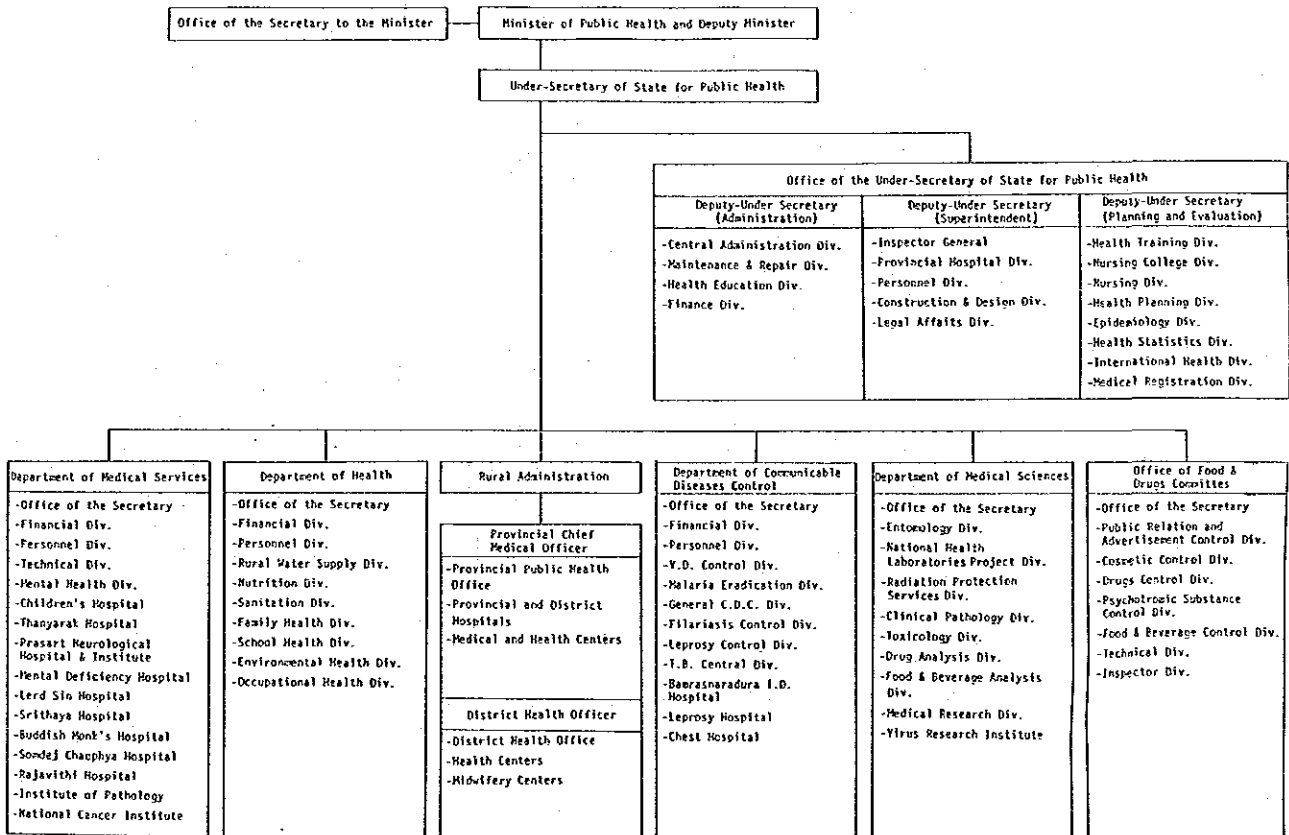 Office of the Secretary to the Minister
Minister of Public Health and Deputy Minister
Under-Secretary of State for Public Health
Office of the Under-Secretary of State for Public Health
Deputy-Under Secretary
(Administration)
-Central Administration Div.
-Maintenance & Repair Div.
-Health Education Div.
-Finance Div.
Deputy-Under Secretary
(Superintendent)
-Inspector General
-Provincial Hospital Div.
-Personnel Div.
-Construction & Design Div.
-Legal Affaits Div.
Deputy-Under Secretary
(Planning and Evaluation)
-Health Training Div.
-Nursing College Div.
-Nursing Div.
-Health Planning Div.
-Epidemiology Div.
-Health Statistics Div.
-International Health Div.
-Medical Registration Div.
Department of Medical Services
-Office of the Secretary
-Financial Div.
-Personnel Div.
-Technical Div.
-Mental Health Div.
-Children's Hospital
-Thanyarat Hospital
-Prasart Neurological
Hospital & Institute
-Mental Deficiency Hospital
-Lerd Sin Hospital
-Srithaya Hospital
-Buddish Monk's Hospital
-Somdej Chaophya Hospital
-Rajavithi Hospital
-Institute of Pathology
-National Cancer Institute
Department of Health
-Office of the Secretary
-Financial Div.
-Personnel Div.
-Rural Water Supply Div.
-Nutrition Div.
-Sanitation Div.
-Family Health Div.
-School Health Div.
-Environmental Health Div.
-Occupational Health Div.
Rural Administration
Provincial Chief
Medical Officer
-Provincial Public Health
Office
-Provincial and District
Hospitals
-Medical and Health Centers
District Health Officer
-District Health Office
-Health Centers
-Midwifery Centers
Department of Communicable
Diseases Control
-Office of the Secretary
-Financial Div.
-Personnel Div.
-V.D. Control Div.
-Malaria Eradication Div.
-General C.D.C. Div.
-Filariasis Control Div.
-Leprosy Control Div.
-T.B. Central Div.
-Bamrasnaradura I.D.
Hospital
-Leprosy Hospital
-Chest Hospital
Department of Medical Sciences
-Office of the Secretary
-Entomology Div.
-National Health
Laboratories Project Div.
-Radiation Protection
Services Div.
-Clinical Pathology Div.
-Toxicology Div.
-Drug Analysis Div.
-Food & Beverage Analysis
Div.
-Medical Research Div.
-Virus Research Institute
Office of Food &
Drugs Committee
-Office of the Secretary
-Public Relation and
Advertisement Control Div.
-Cosmetic Control Div.
-Drugs Control Div.
-Psychotropic Substance
Control Div.
-Food & Beverage Control Div.
-Technical Div.
-Inspector Div.